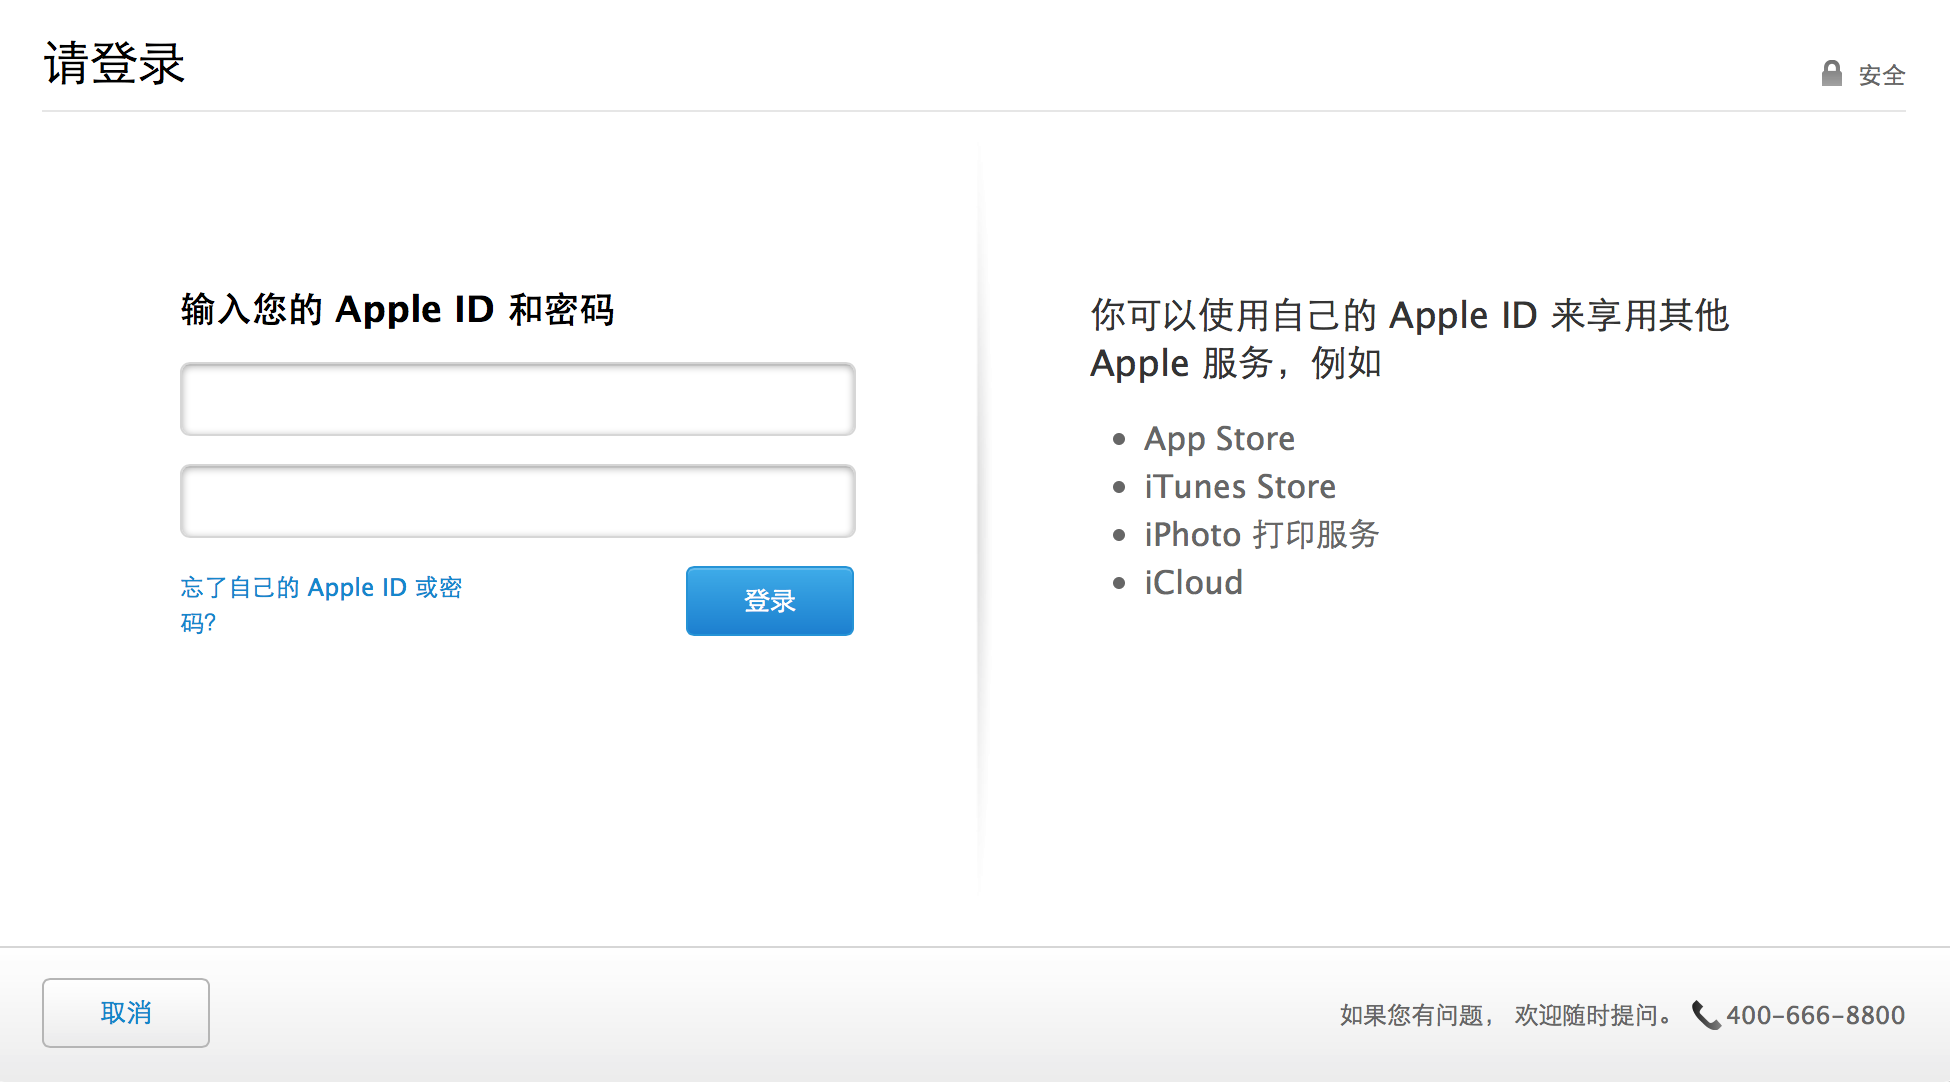 请登录
安全
输入您的 Apple ID 和密码
忘了自己的 Apple ID 或密
码?
登录
你可以使用自己的 Apple ID 来享用其他
Apple 服务，例如
• App Store
• iTunes Store
• iPhoto 打印服务
• iCloud
取消
如果您有问题， 欢迎随时提问。 400-666-8800